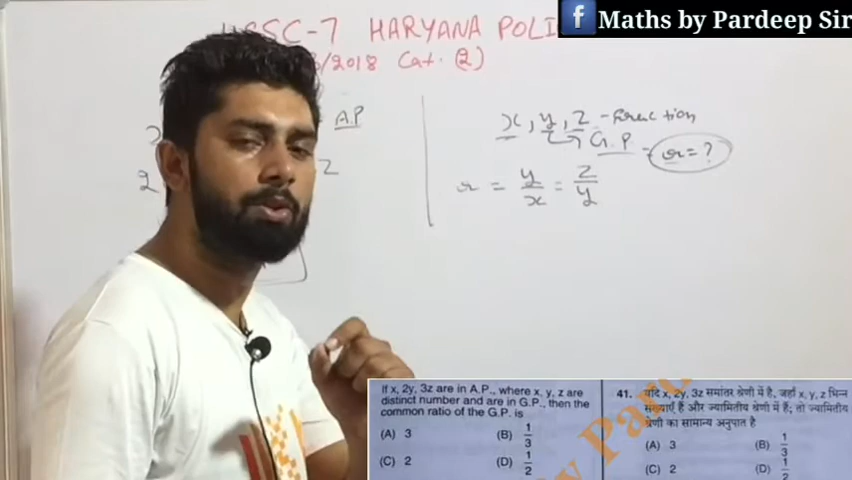 Maths by Pardeep Sir
HSSC-7 HARYANA POLI
/2018 Cat. (2)
A.P
2
z
x, y, z - Fraction
G.P - r = ?
r = y/x = z/y
If x, 2y, 3z are in A.P., where x, y, z are
distinct number and are in G.P., then the
common ratio of the G.P. is
(A) 3 (B) 1/3
(C) 2 (D) 1/2
41. यदि x, 2y, 3z समांतर श्रेणी में है, जहाँ x, y, z भिन्न
संख्याएँ हैं और ज्यामितीय श्रेणी में हैं; तो ज्यामितीय
श्रेणी का सामान्य अनुपात है
(A) 3 (B) 1/3
(C) 2 (D) 1/2